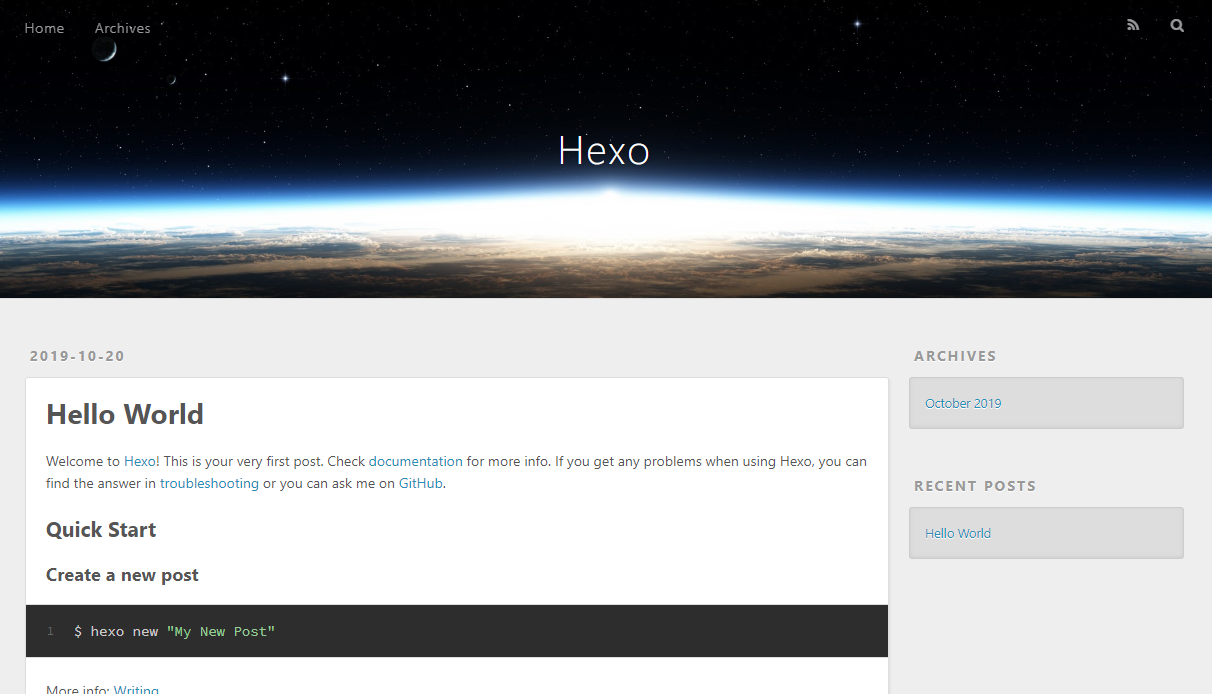 Home Archives
Hexo
2019-10-20
Hello World
Welcome to Hexo! This is your very first post. Check documentation for more info. If you get any problems when using Hexo, you can
find the answer in troubleshooting or you can ask me on GitHub.
Quick Start
Create a new post
1 $ hexo new "My New Post"
More info: Writing
ARCHIVES
October 2019
RECENT POSTS
Hello World